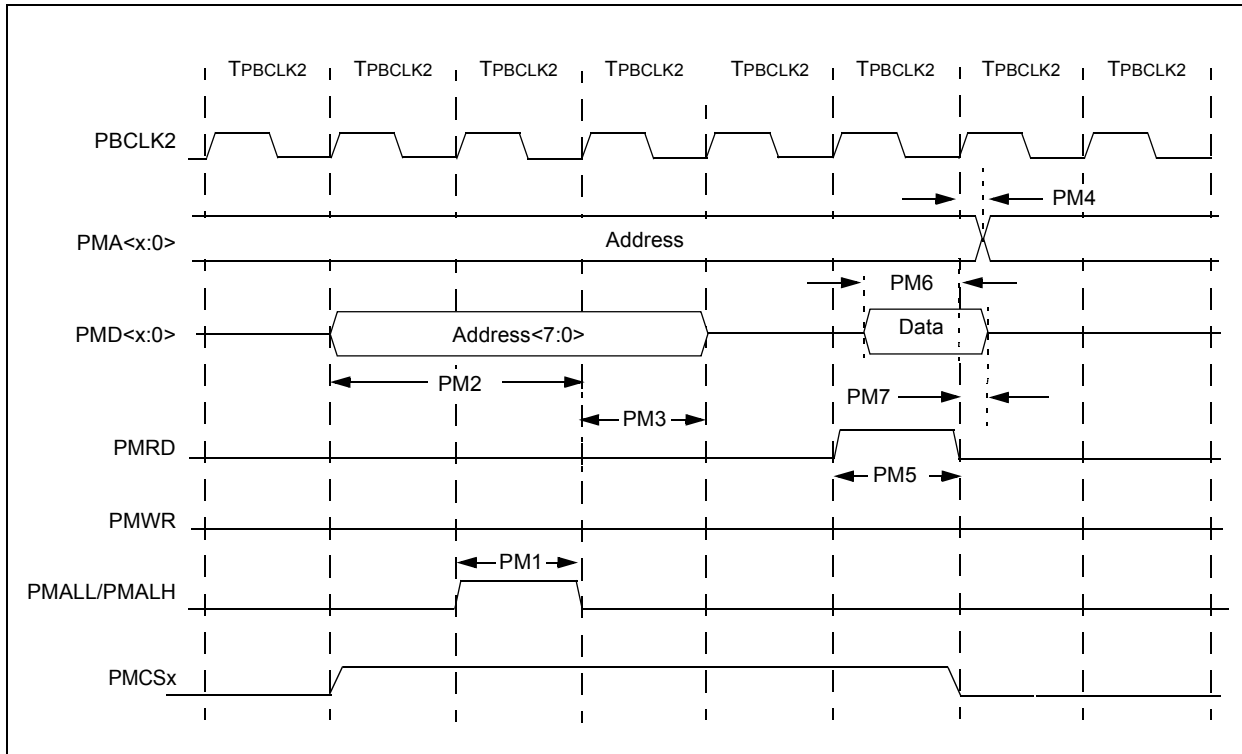 TPBCLK2 TPBCLK2 TPBCLK2 TPBCLK2 TPBCLK2 TPBCLK2 TPBCLK2 TPBCLK2
PBCLK2
PM4
PMA<x:0>
Address
PM6
PMD<x:0>
Address<7:0>
Data
PM2
PM7
PM3
PMRD
PM5
PMWR
PM1
PMALL/PMALH
PMCSx